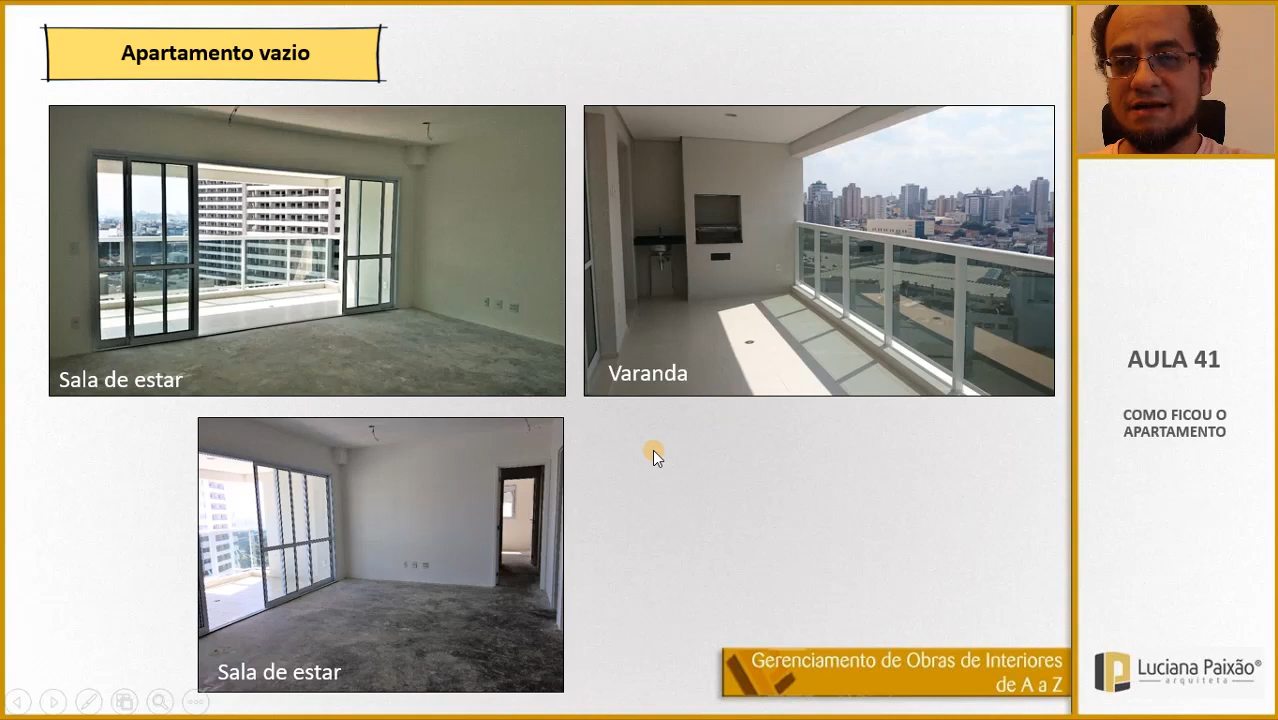 Apartamento vazio
Sala de estar
Varanda
Sala de estar
AULA 41
COMO FICOU O
APARTAMENTO
Gerenciamento de Obras de Interiores
de A a Z
Luciana Paixão®
arquiteta